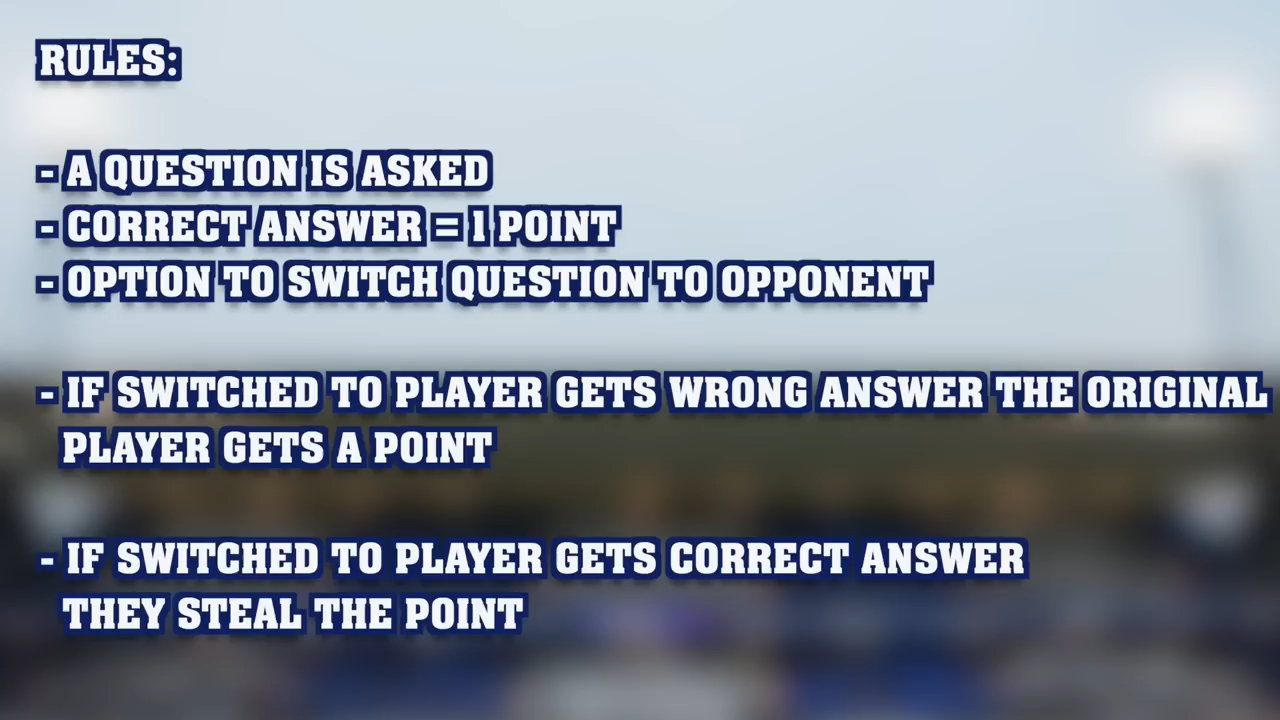 RULES:
- A QUESTION IS ASKED
- CORRECT ANSWER = 1 POINT
- OPTION TO SWITCH QUESTION TO OPPONENT
- IF SWITCHED TO PLAYER GETS WRONG ANSWER THE ORIGINAL
PLAYER GETS A POINT
- IF SWITCHED TO PLAYER GETS CORRECT ANSWER
THEY STEAL THE POINT